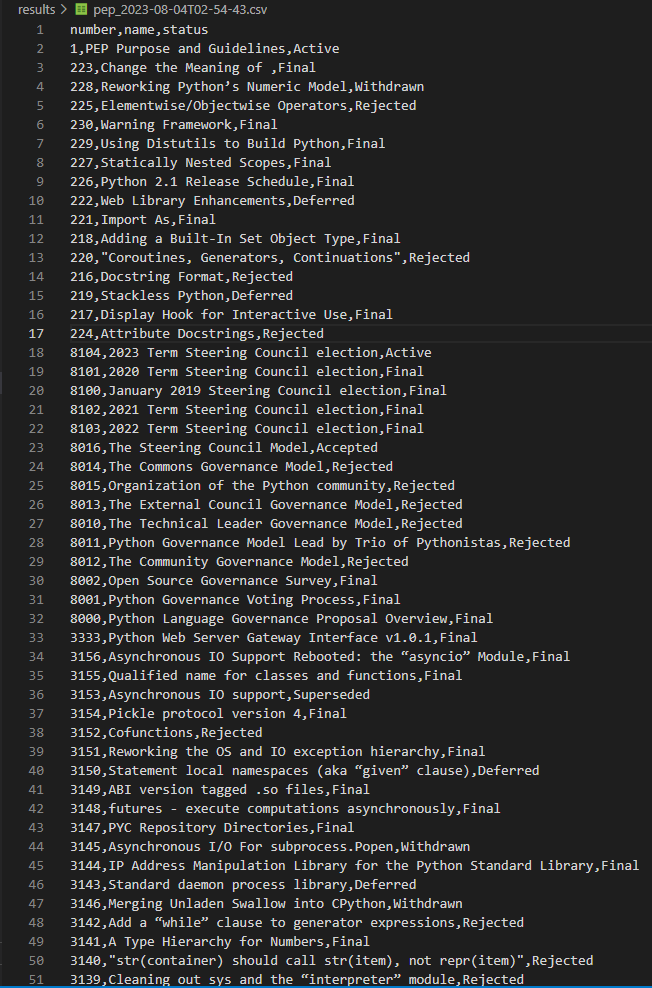 results > pep_2023-08-04T02-54-43.csv
1 number,name,status
2 1,PEP Purpose and Guidelines,Active
3 223,Change the Meaning of ,Final
4 228,Reworking Python’s Numeric Model,Withdrawn
5 225,Elementwise/Objectwise Operators,Rejected
6 230,Warning Framework,Final
7 229,Using Distutils to Build Python,Final
8 227,Statically Nested Scopes,Final
9 226,Python 2.1 Release Schedule,Final
10 222,Web Library Enhancements,Deferred
11 221,Import As,Final
12 218,Adding a Built-In Set Object Type,Final
13 220,"Coroutines, Generators, Continuations",Rejected
14 216,Docstring Format,Rejected
15 219,Stackless Python,Deferred
16 217,Display Hook for Interactive Use,Final
17 224,Attribute Docstrings,Rejected
18 8104,2023 Term Steering Council election,Active
19 8101,2020 Term Steering Council election,Final
20 8100,January 2019 Steering Council election,Final
21 8102,2021 Term Steering Council election,Final
22 8103,2022 Term Steering Council election,Final
23 8016,The Steering Council Model,Accepted
24 8014,The Commons Governance Model,Rejected
25 8015,Organization of the Python community,Rejected
26 8013,The External Council Governance Model,Rejected
27 8010,The Technical Leader Governance Model,Rejected
28 8011,Python Governance Model Lead by Trio of Pythonistas,Rejected
29 8012,The Community Governance Model,Rejected
30 8002,Open Source Governance Survey,Final
31 8001,Python Governance Voting Process,Final
32 8000,Python Language Governance Proposal Overview,Final
33 3333,Python Web Server Gateway Interface v1.0.1,Final
34 3156,Asynchronous IO Support Rebooted: the “asyncio” Module,Final
35 3155,Qualified name for classes and functions,Final
36 3153,Asynchronous IO support,Superseded
37 3154,Pickle protocol version 4,Final
38 3152,Cofunctions,Rejected
39 3151,Reworking the OS and IO exception hierarchy,Final
40 3150,Statement local namespaces (aka “given” clause),Deferred
41 3149,ABI version tagged .so files,Final
42 3148,futures - execute computations asynchronously,Final
43 3147,PYC Repository Directories,Final
44 3145,Asynchronous I/O For subprocess.Popen,Withdrawn
45 3144,IP Address Manipulation Library for the Python Standard Library,Final
46 3143,Standard daemon process library,Deferred
47 3146,Merging Unladen Swallow into CPython,Withdrawn
48 3142,Add a “while” clause to generator expressions,Rejected
49 3141,A Type Hierarchy for Numbers,Final
50 3140,"str(container) should call str(item), not repr(item)",Rejected
51 3139,Cleaning out sys and the “interpreter” module,Rejected